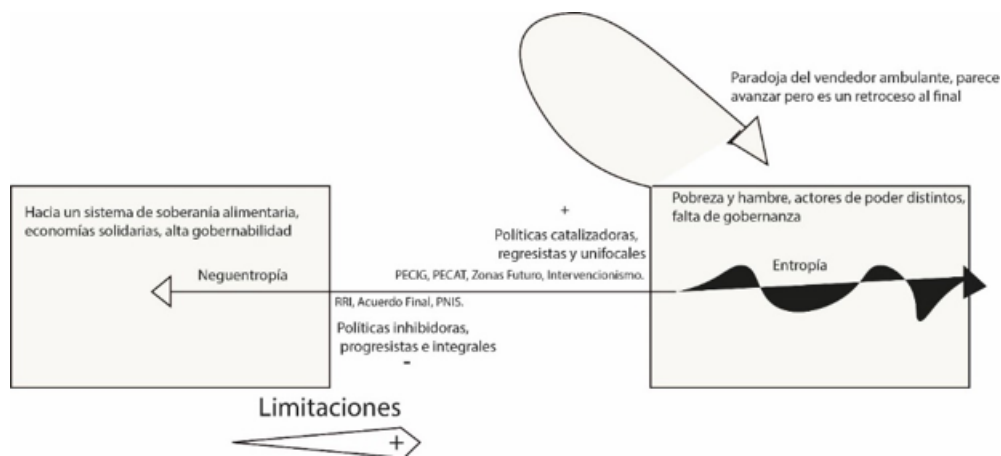 Paradoja del vendedor ambulante, parece
avanzar pero es un retroceso al final
Hacia un sistema de soberanía alimentaria,
economías solidarias, alta gobernabilidad
Neguentropía
+
Políticas catalizadoras,
regresistas y unifocales
PECIG, PECAT, Zonas Futuro, Intervencionismo.
RRI, Acuerdo Final, PNIS.
Políticas inhibidoras,
progresistas e integrales
-
Pobreza y hambre, actores de poder distintos,
falta de gobernanza
Entropía
Limitaciones
+